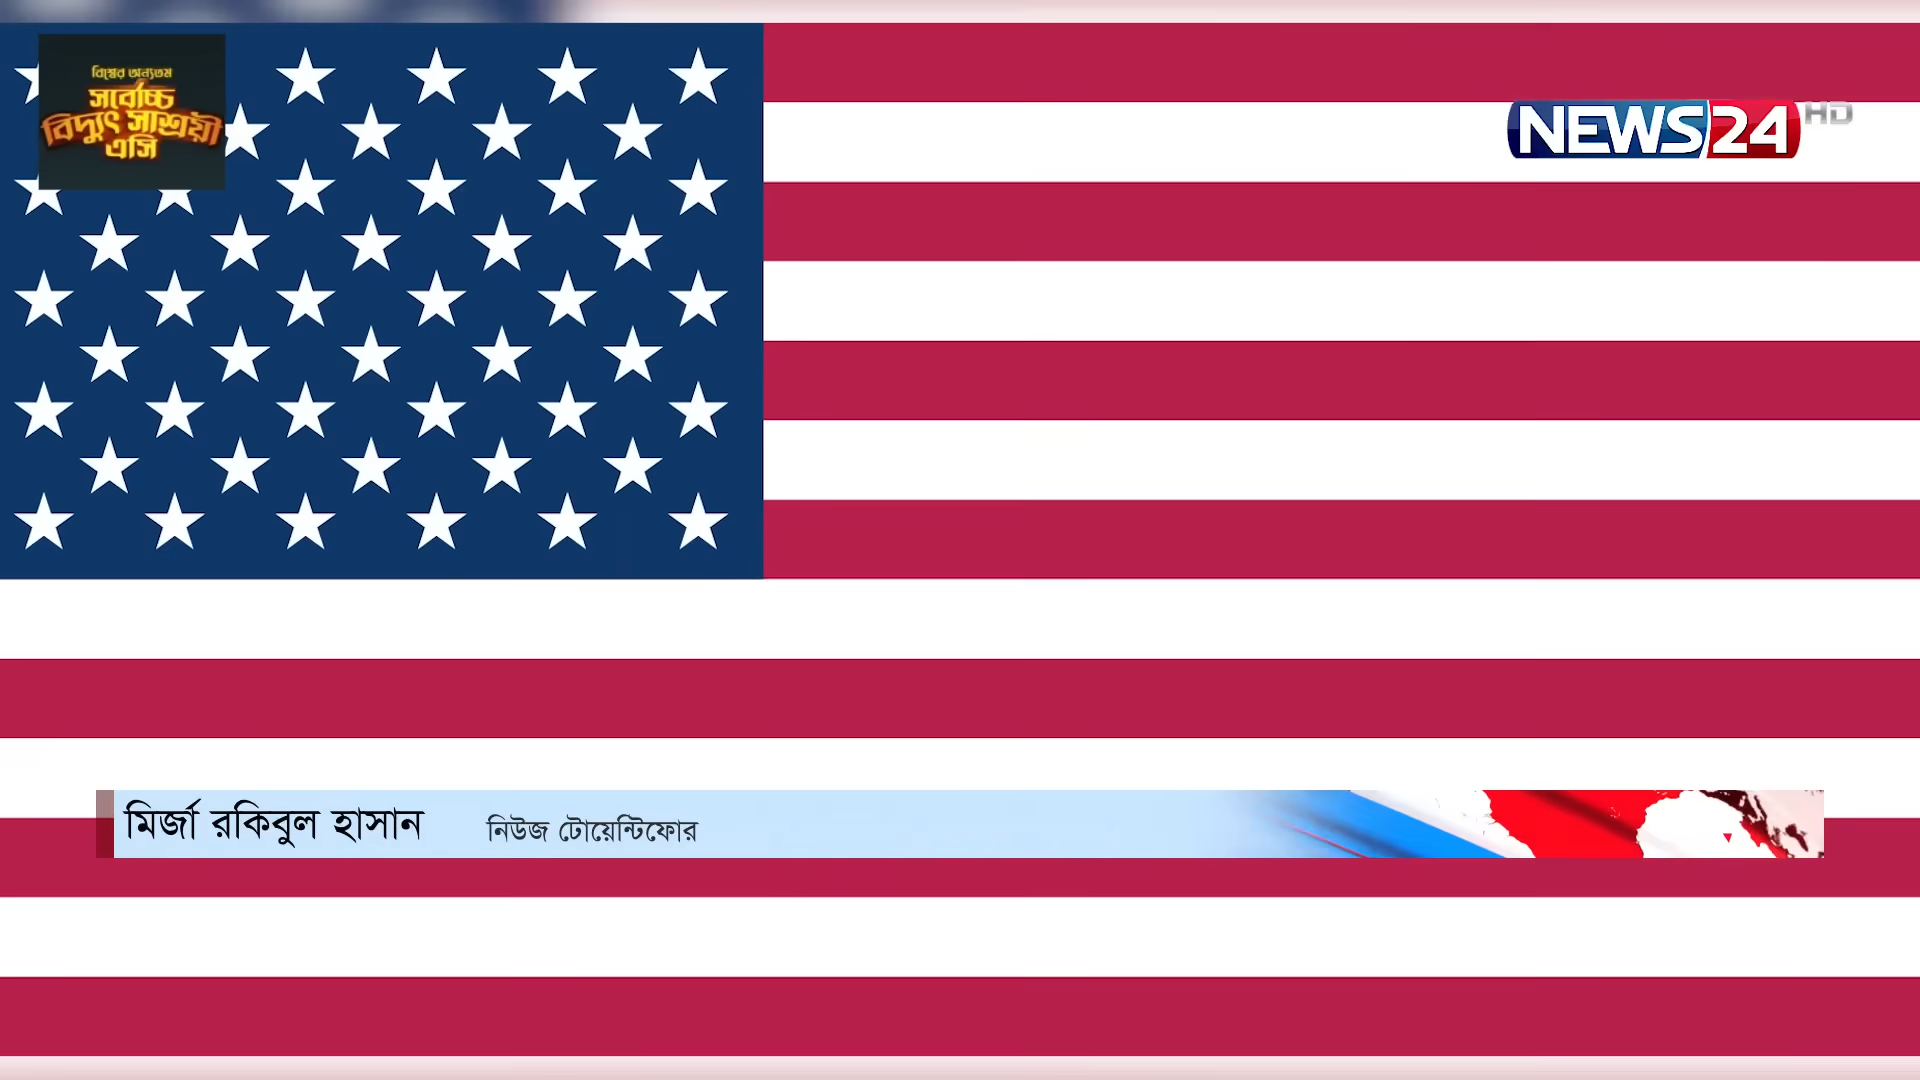 বিশ্বের অন্যতম
সর্বোচ্চ
বিদ্যুৎ সাশ্রয়ী
এসি
NEWS24 HD
মির্জা রকিবুল হাসান নিউজ টোয়েন্টিফোর